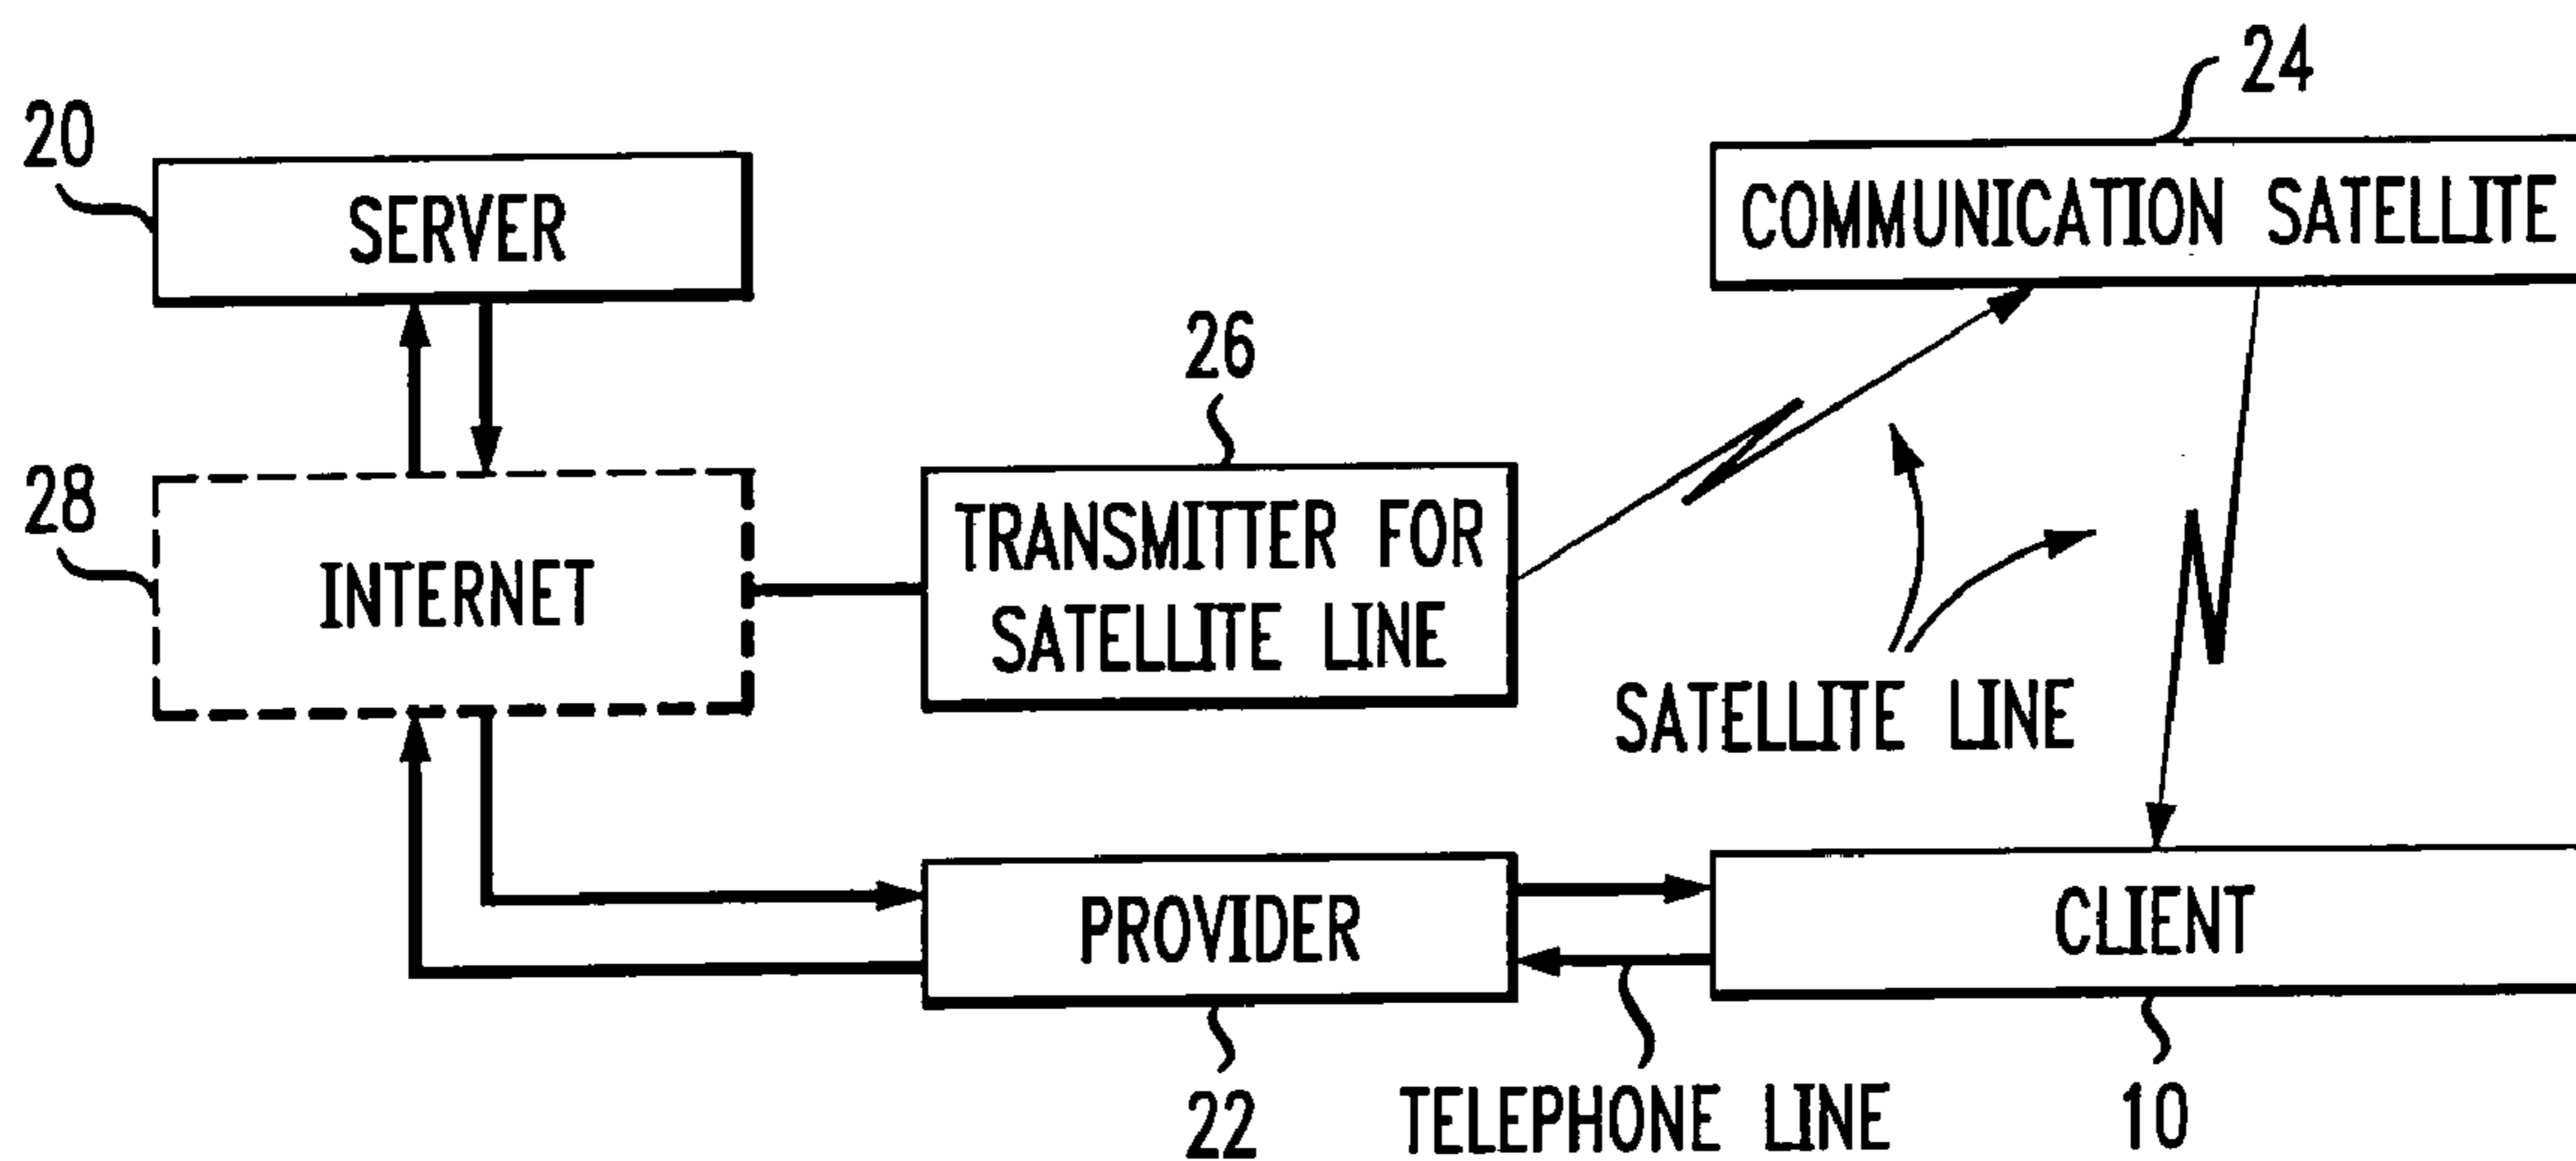 24
20
SERVER
COMMUNICATION SATELLITE
26
28
INTERNET
TRANSMITTER FOR
SATELLITE LINE
SATELLITE LINE
PROVIDER
CLIENT
22
TELEPHONE LINE
10